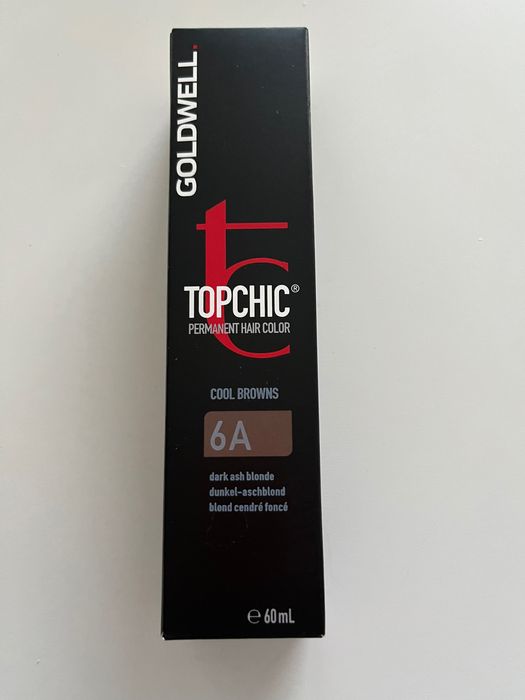 GOLDWELL.
tc
TOPCHIC®
PERMANENT HAIR COLOR
COOL BROWNS
6A
dark ash blonde
dunkel-aschblond
blond cendré foncé
℮ 60 mL